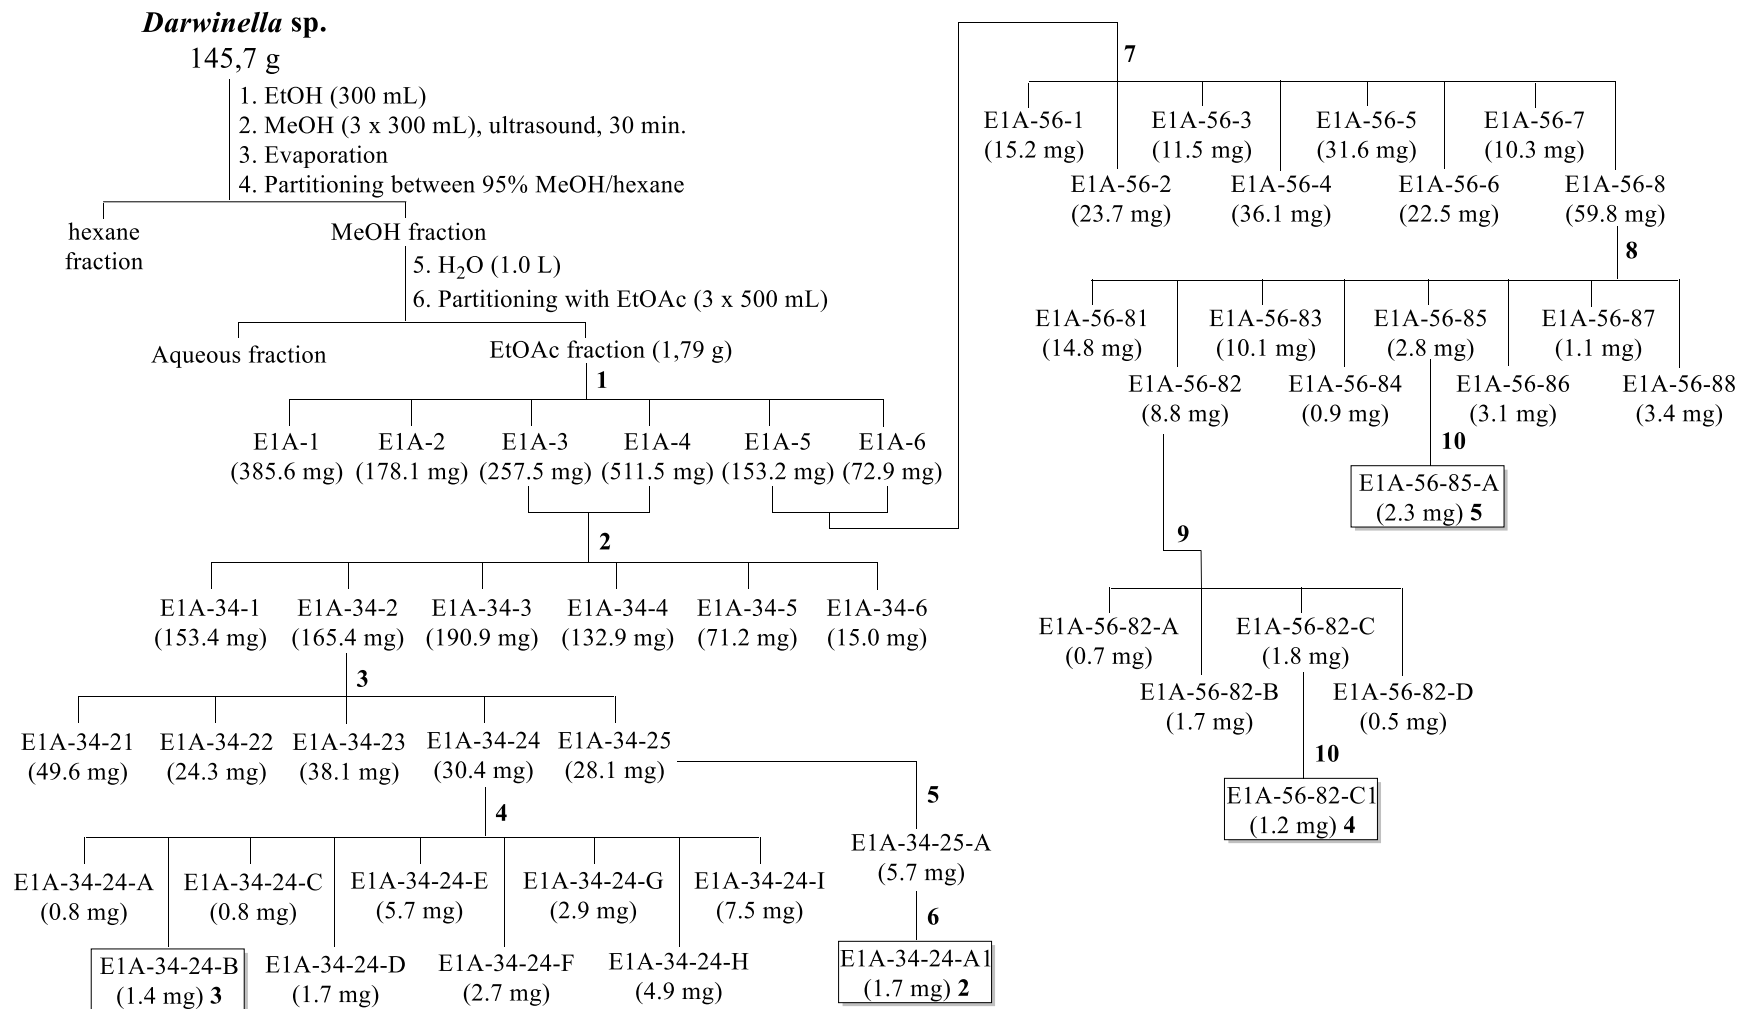 Darwinella sp.
145,7 g
1. EtOH (300 mL)
2. MeOH (3 x 300 mL), ultrasound, 30 min.
3. Evaporation
4. Partitioning between 95% MeOH/hexane
hexane
fraction
MeOH fraction
5. H₂O (1.0 L)
6. Partitioning with EtOAc (3 x 500 mL)
Aqueous fraction
EtOAc fraction (1,79 g)
1
E1A-1 E1A-2 E1A-3 E1A-4 E1A-5 E1A-6
(385.6 mg) (178.1 mg) (257.5 mg) (511.5 mg) (153.2 mg) (72.9 mg)
2
E1A-34-1 E1A-34-2 E1A-34-3 E1A-34-4 E1A-34-5 E1A-34-6
(153.4 mg) (165.4 mg) (190.9 mg) (132.9 mg) (71.2 mg) (15.0 mg)
3
E1A-34-21 E1A-34-22 E1A-34-23 E1A-34-24 E1A-34-25
(49.6 mg) (24.3 mg) (38.1 mg) (30.4 mg) (28.1 mg)
4
E1A-34-24-A E1A-34-24-C E1A-34-24-E E1A-34-24-G E1A-34-24-I
(0.8 mg) (0.8 mg) (5.7 mg) (2.9 mg) (7.5 mg)
E1A-34-24-B E1A-34-24-D E1A-34-24-F E1A-34-24-H
(1.4 mg) 3 (1.7 mg) (2.7 mg) (4.9 mg)
5
E1A-34-25-A
(5.7 mg)
6
E1A-34-24-A1
(1.7 mg) 2
7
E1A-56-1 E1A-56-3 E1A-56-5 E1A-56-7
(15.2 mg) (11.5 mg) (31.6 mg) (10.3 mg)
E1A-56-2 E1A-56-4 E1A-56-6 E1A-56-8
(23.7 mg) (36.1 mg) (22.5 mg) (59.8 mg)
8
E1A-56-81 E1A-56-83 E1A-56-85 E1A-56-87
(14.8 mg) (10.1 mg) (2.8 mg) (1.1 mg)
E1A-56-82 E1A-56-84 E1A-56-86 E1A-56-88
(8.8 mg) (0.9 mg) (3.1 mg) (3.4 mg)
10
E1A-56-85-A
(2.3 mg) 5
9
E1A-56-82-A E1A-56-82-C
(0.7 mg) (1.8 mg)
E1A-56-82-B E1A-56-82-D
(1.7 mg) (0.5 mg)
10
E1A-56-82-C1
(1.2 mg) 4